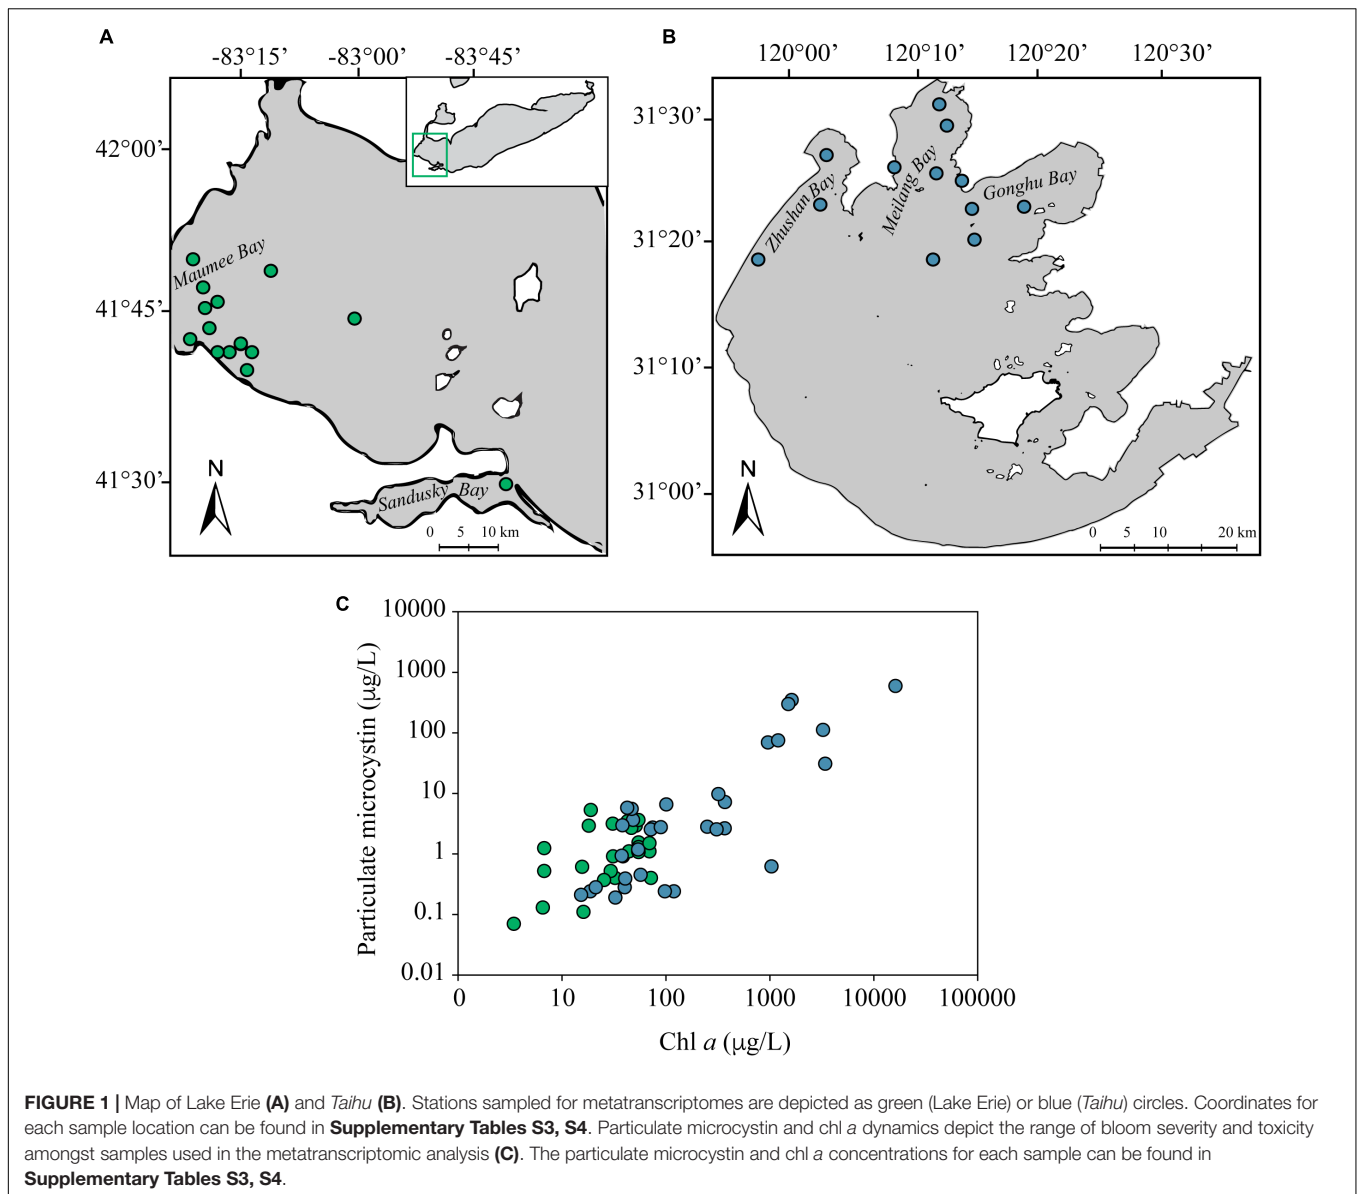 A
-83°15’ -83°00’ -83°45’
42°00’
41°45’
41°30’
Maumee Bay
Sandusky Bay
N
0 5 10 km
B
120°00’ 120°10’ 120°20’ 120°30’
31°30’
31°20’
31°10’
31°00’
Zhushan Bay
Meilang Bay
Gonghu Bay
N
0 5 10 20 km
C
Particulate microcystin (µg/L)
10000
1000
100
10
1
0.1
0.01
0 10 100 1000 10000 100000
Chl a (µg/L)
FIGURE 1 | Map of Lake Erie (A) and Taihu (B). Stations sampled for metatranscriptomes are depicted as green (Lake Erie) or blue (Taihu) circles. Coordinates for
each sample location can be found in Supplementary Tables S3, S4. Particulate microcystin and chl a dynamics depict the range of bloom severity and toxicity
amongst samples used in the metatranscriptomic analysis (C). The particulate microcystin and chl a concentrations for each sample can be found in
Supplementary Tables S3, S4.